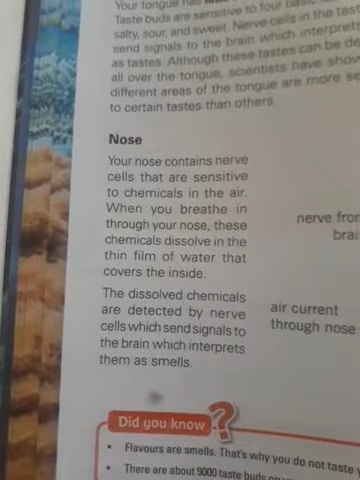 Your tongue has
Taste buds are sensitive to four basic
salty, sour, and sweet. Nerve cells in the tast
send signals to the brain which interprets
as tastes. Although these tastes can be de
all over the tongue, scientists have show
different areas of the tongue are more se
to certain tastes than others.
Nose
Your nose contains nerve
cells that are sensitive
to chemicals in the air.
When you breathe in
through your nose, these
chemicals dissolve in the
thin film of water that
covers the inside.
nerve fror
brai
The dissolved chemicals
are detected by nerve
cells which send signals to
the brain which interprets
them as smells.
air current
through nose
Did you know ?
• Flavours are smells. That's why you do not taste y
• There are about 9000 taste buds on